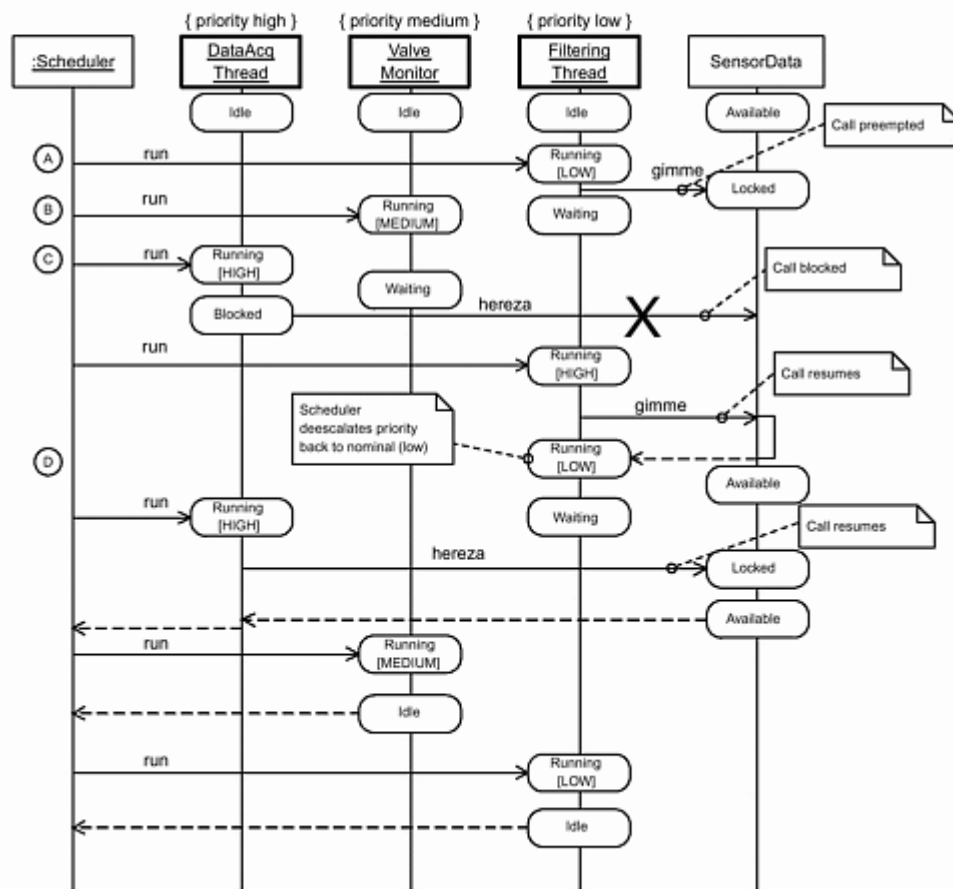 { priority high } { priority medium } { priority low }
:Scheduler
DataAcq
Thread
Valve
Monitor
Filtering
Thread
SensorData
Idle
Idle
Idle
Available
Call preempted
A
run
Running
[LOW]
gimme
Locked
B
run
Running
[MEDIUM]
Waiting
C
run
Running
[HIGH]
Call blocked
Waiting
Blocked
hereza
X
run
Running
[HIGH]
Call resumes
Scheduler
deescalates priority
back to nominal (low)
gimme
D
Running
[LOW]
Available
run
Running
[HIGH]
Waiting
Call resumes
hereza
Locked
Available
run
Running
[MEDIUM]
Idle
run
Running
[LOW]
Idle